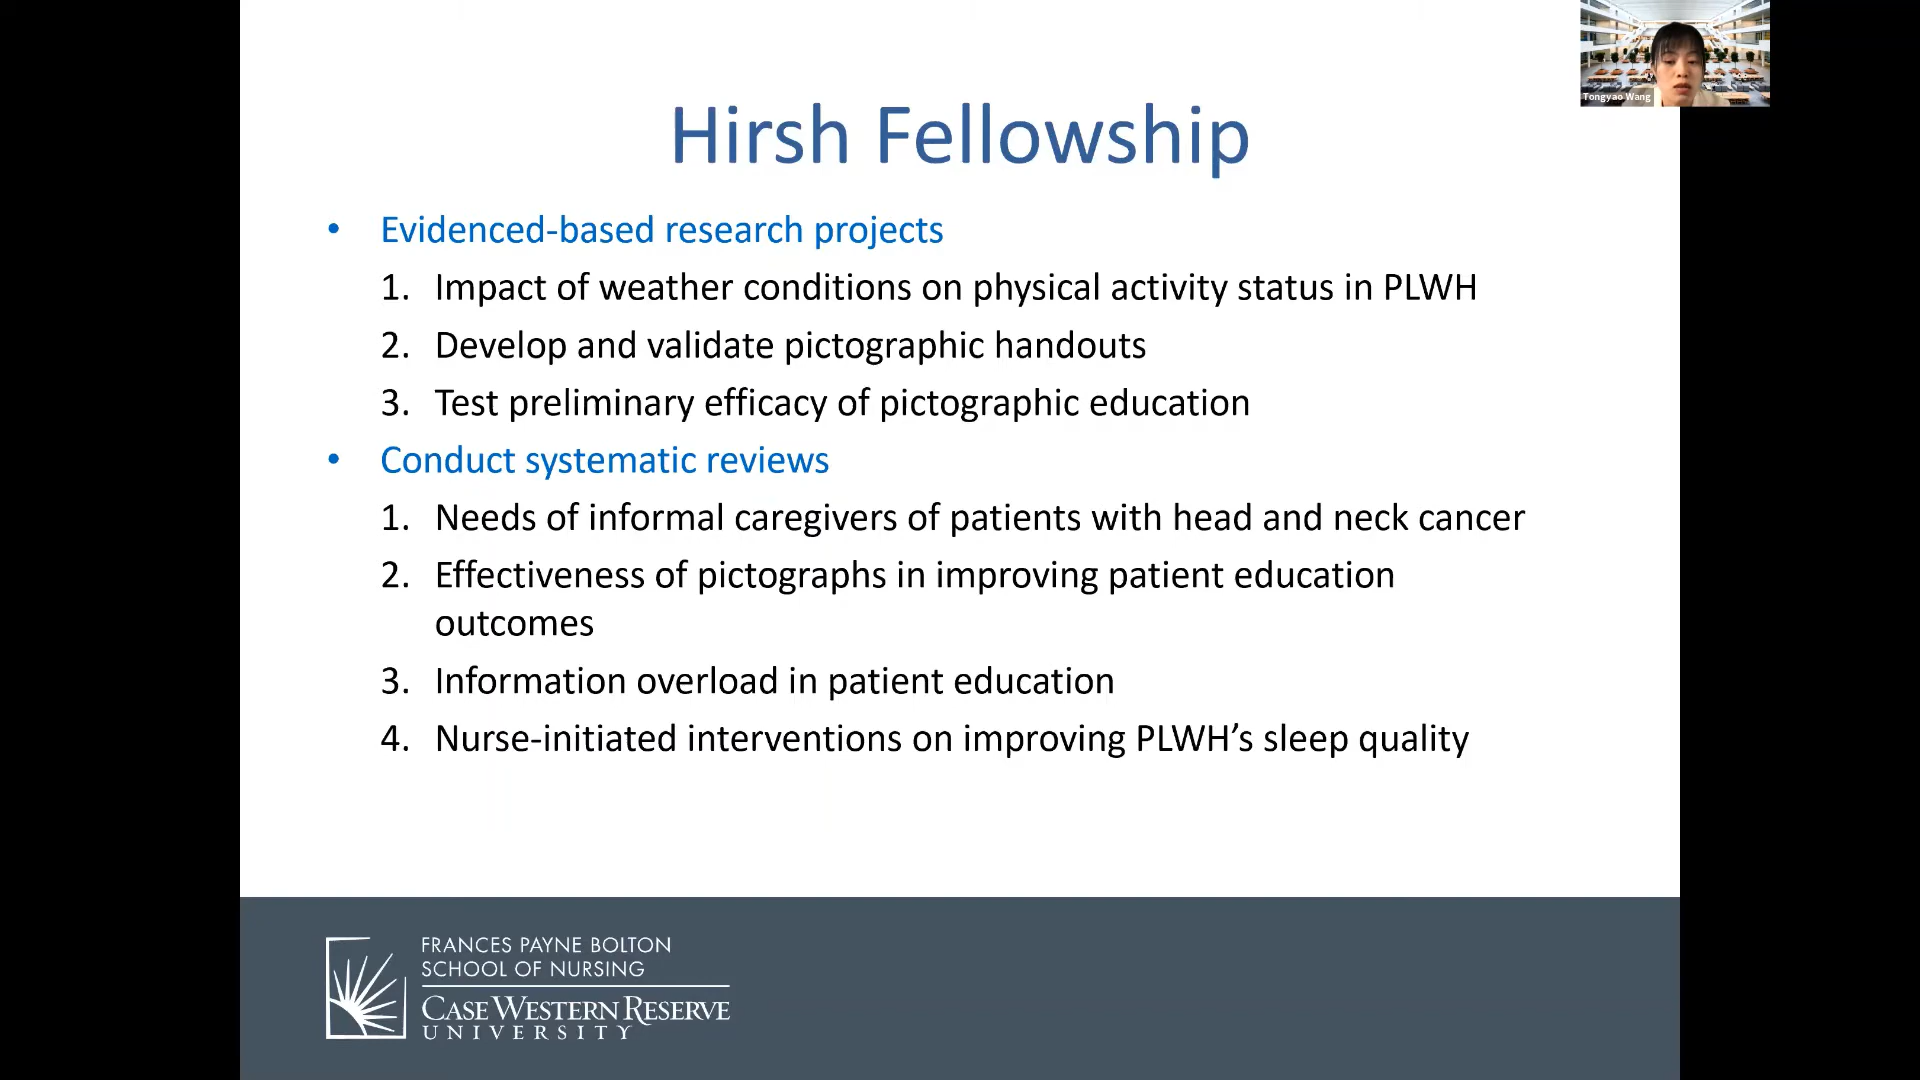 Tongyao Wang
Hirsh Fellowship
• Evidenced-based research projects
1. Impact of weather conditions on physical activity status in PLWH
2. Develop and validate pictographic handouts
3. Test preliminary efficacy of pictographic education
• Conduct systematic reviews
1. Needs of informal caregivers of patients with head and neck cancer
2. Effectiveness of pictographs in improving patient education
outcomes
3. Information overload in patient education
4. Nurse-initiated interventions on improving PLWH’s sleep quality
FRANCES PAYNE BOLTON
SCHOOL OF NURSING
CASE WESTERN RESERVE
UNIVERSITY